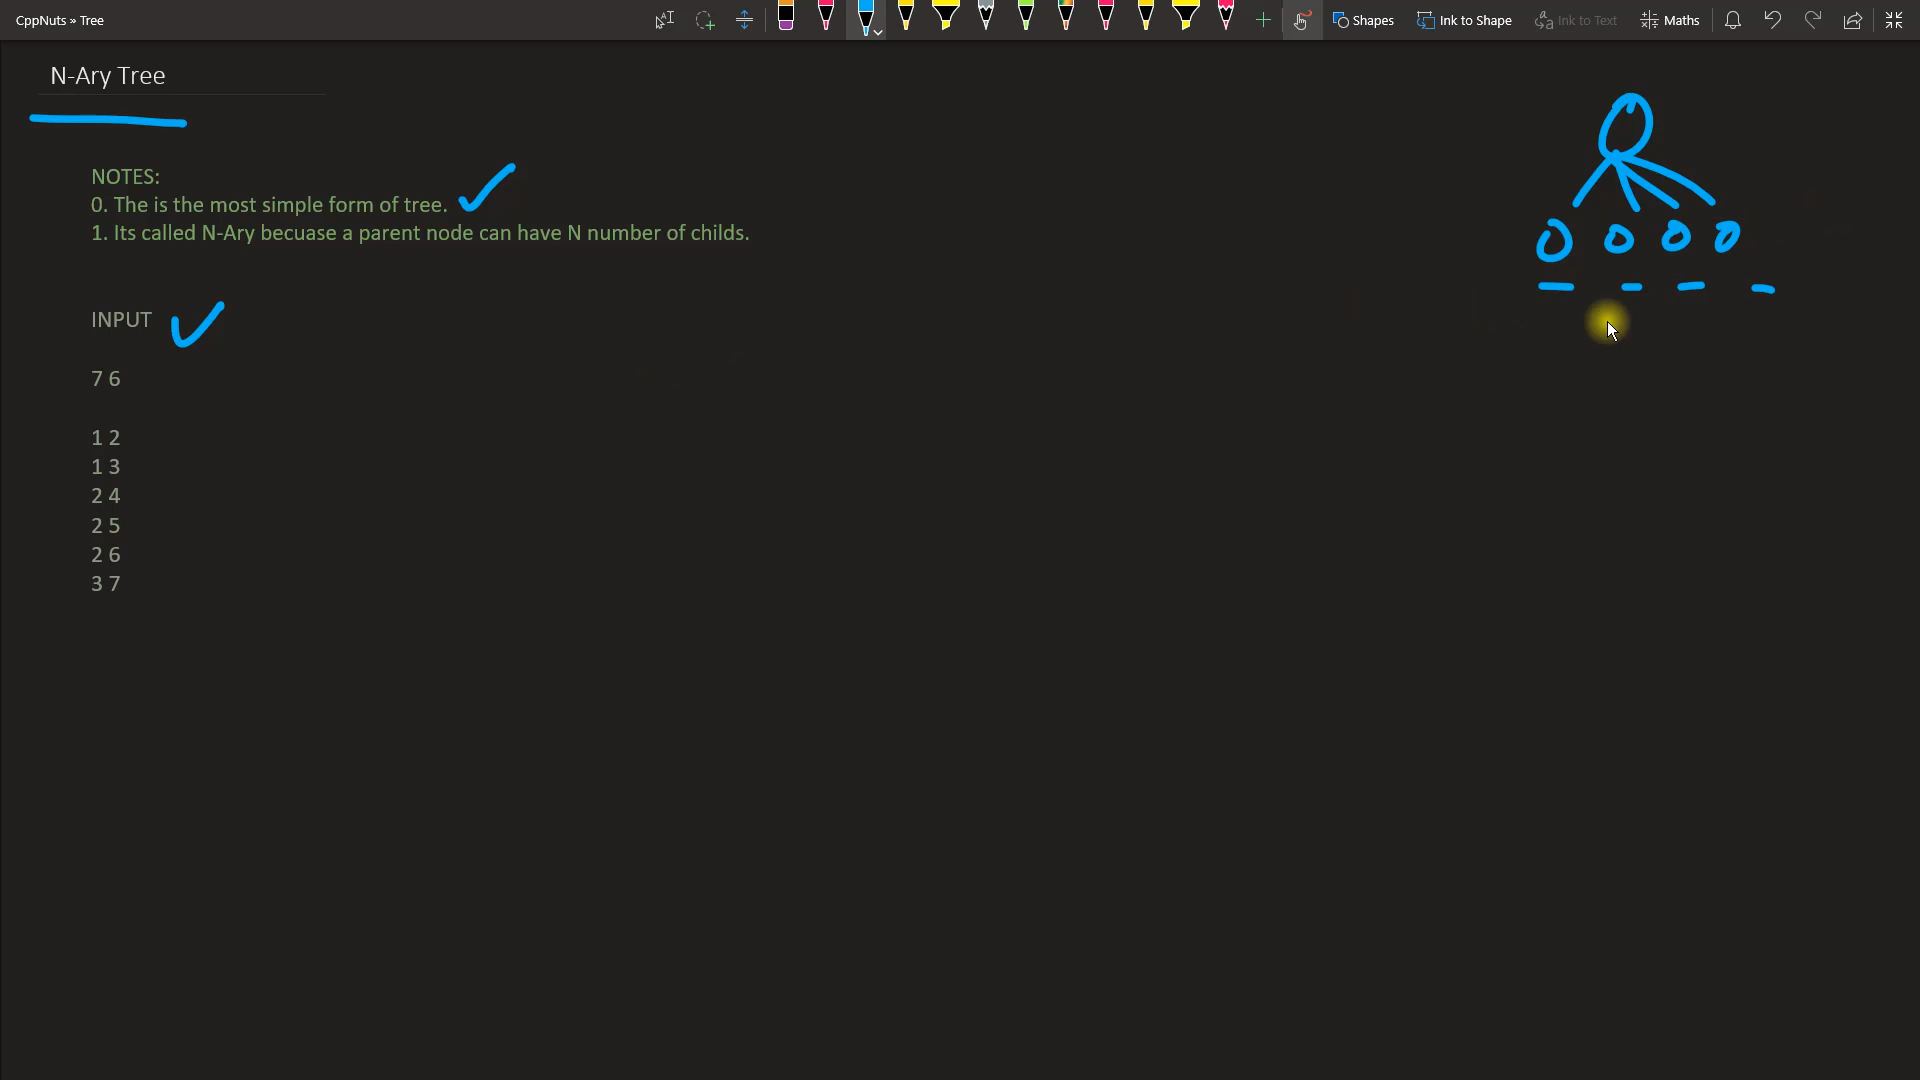 CppNuts » Tree
Shapes
Ink to Shape
Ink to Text
Maths
N-Ary Tree
NOTES:
0. The is the most simple form of tree.
1. Its called N-Ary becuase a parent node can have N number of childs.
INPUT
7 6
1 2
1 3
2 4
2 5
2 6
3 7